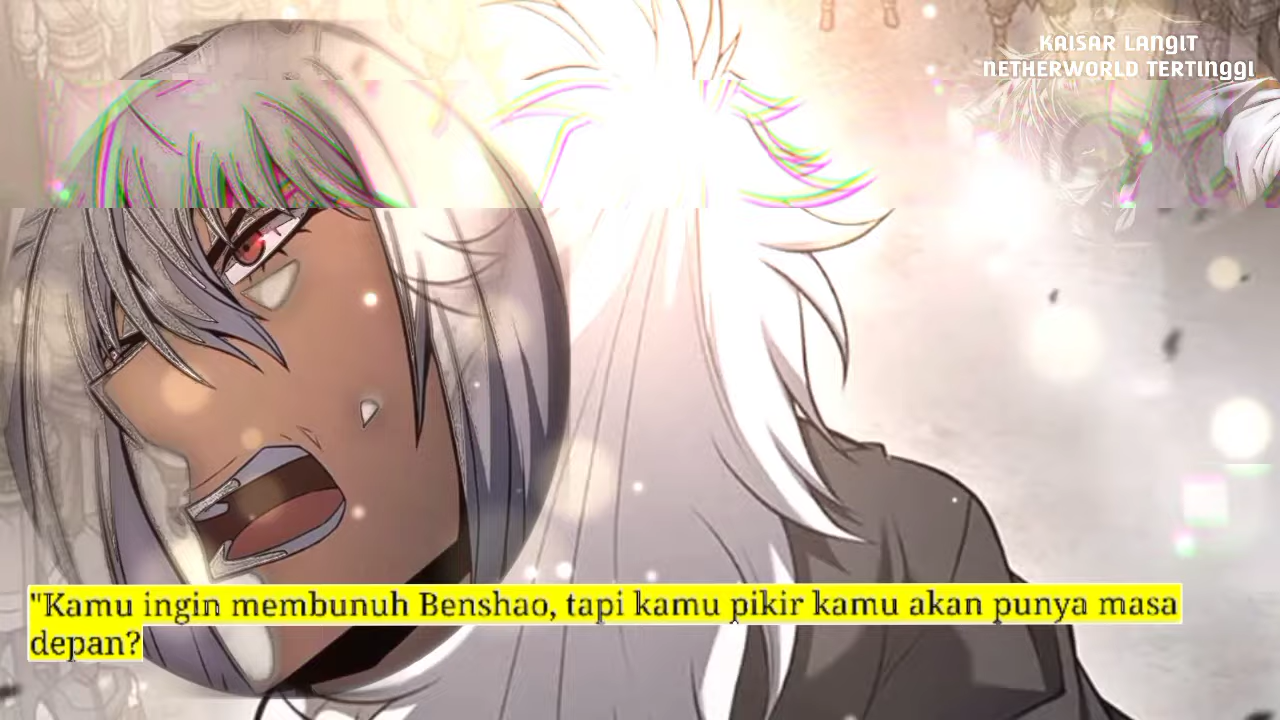 KAISAR LANGIT
NETHERWORLD TERTINGGI
"Kamu ingin membunuh Benshao, tapi kamu pikir kamu akan punya masa
depan?